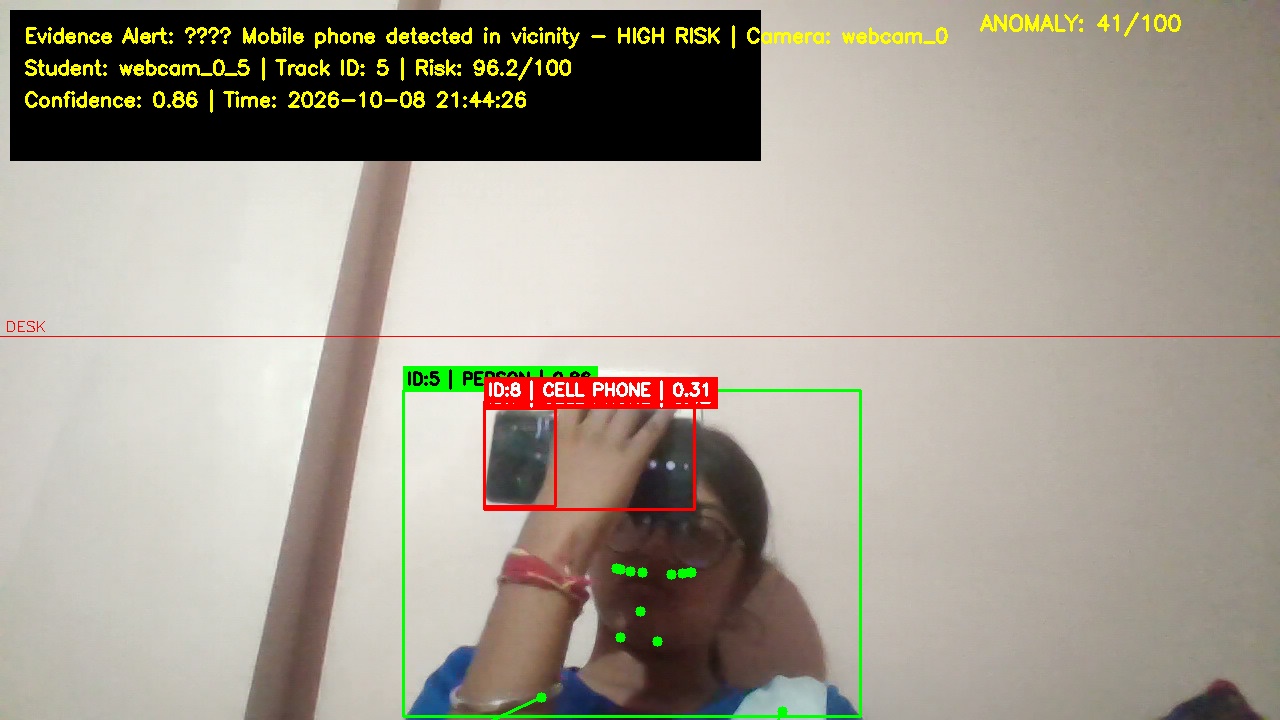 Evidence Alert: ???? Mobile phone detected in vicinity - HIGH RISK | Camera: webcam_0
ANOMALY: 41/100
Student: webcam_0_5 | Track ID: 5 | Risk: 96.2/100
Confidence: 0.86 | Time: 2026-10-08 21:44:26
DESK
ID:5 | PERSON | 0.86
ID:8 | CELL PHONE | 0.31